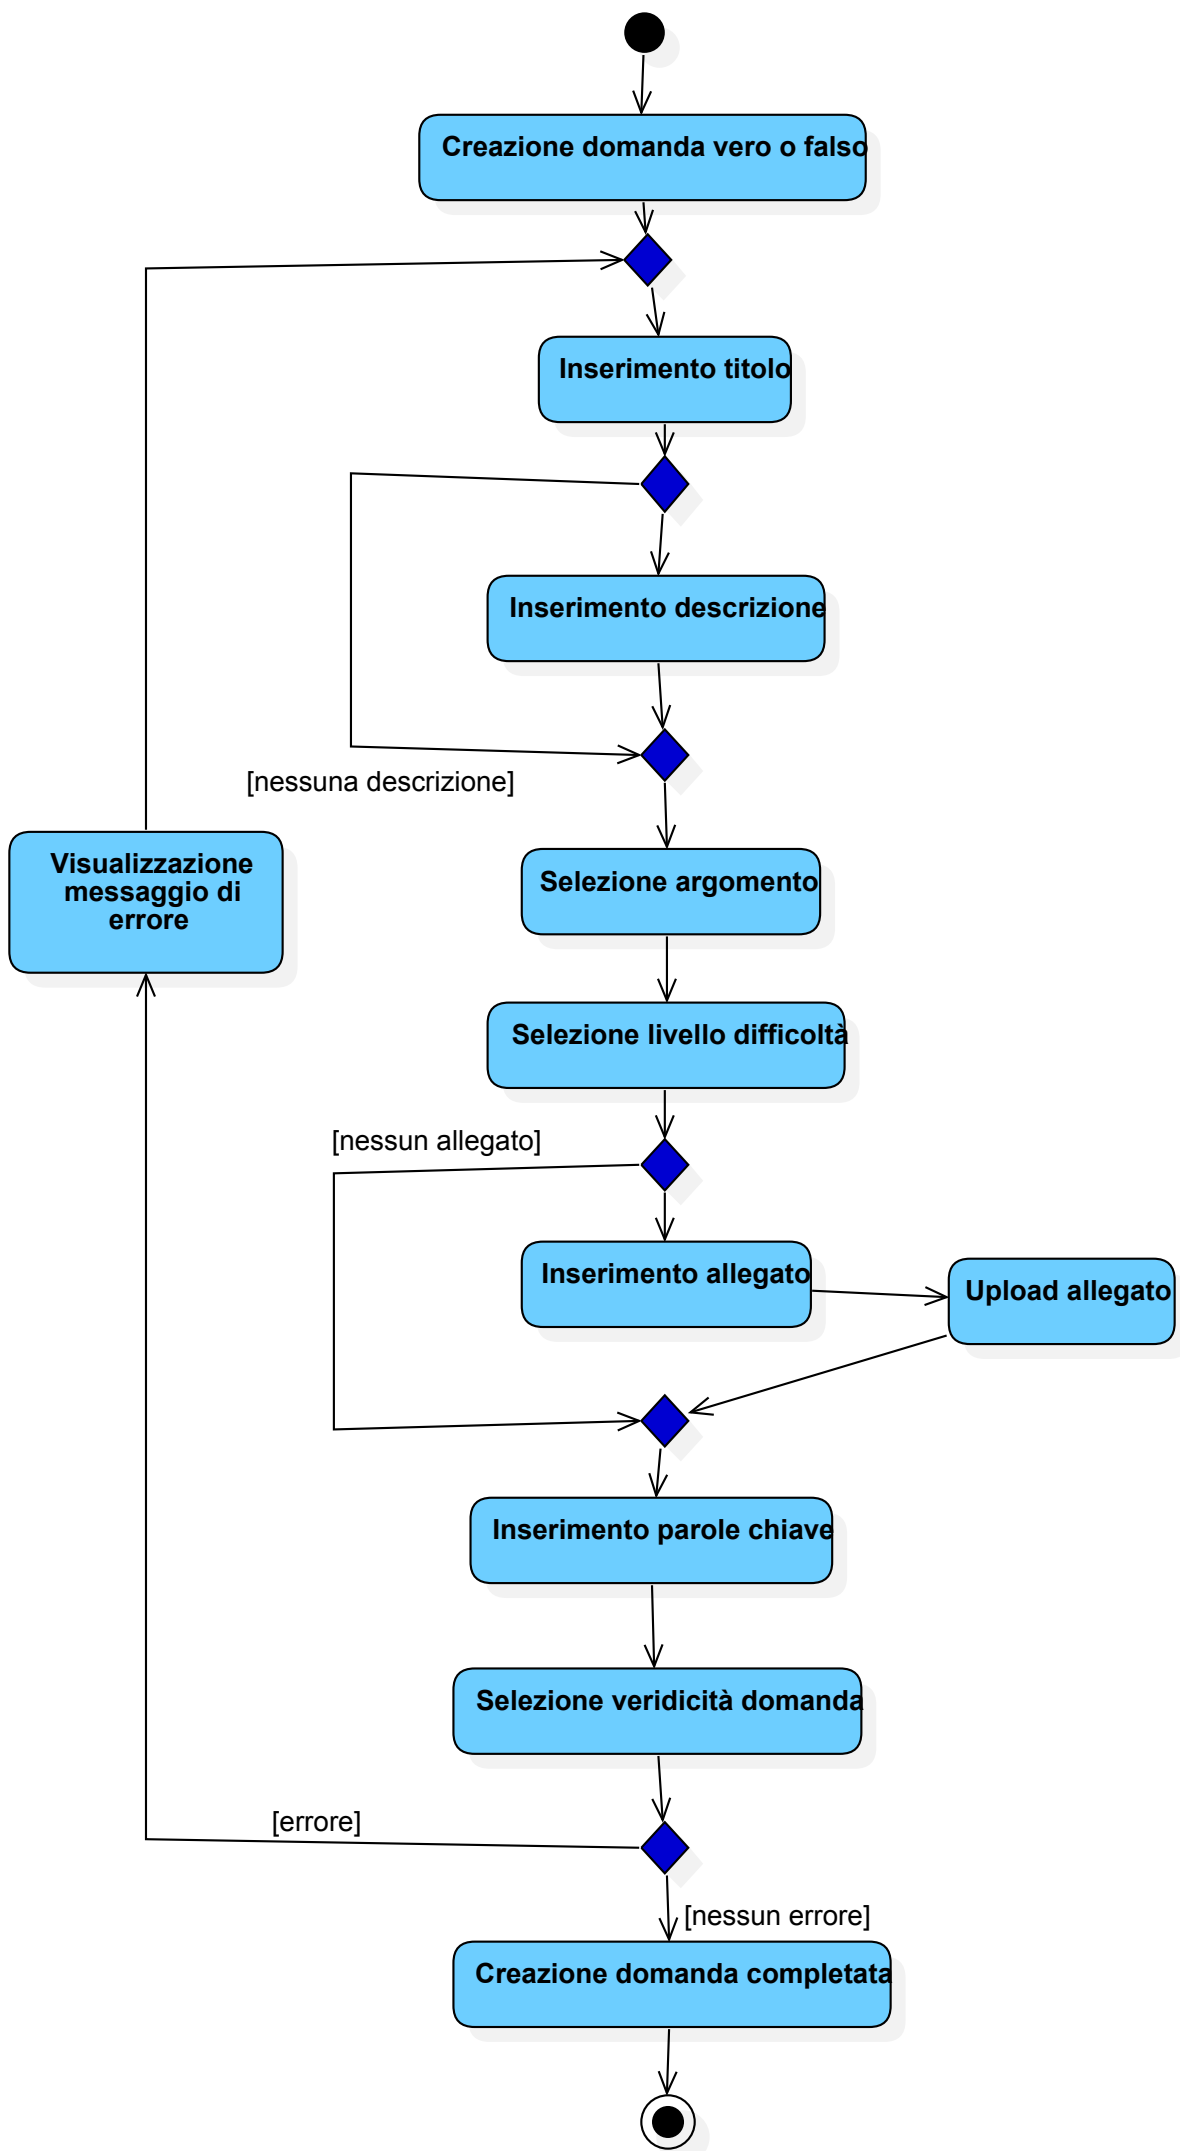 Creazione domanda vero o falso
Inserimento titolo
Inserimento descrizione
[nessuna descrizione]
Visualizzazione
messaggio di
errore
Selezione argomento
Selezione livello difficoltà
[nessun allegato]
Inserimento allegato
Upload allegato
Inserimento parole chiave
Selezione veridicità domanda
[errore]
[nessun errore]
Creazione domanda completata